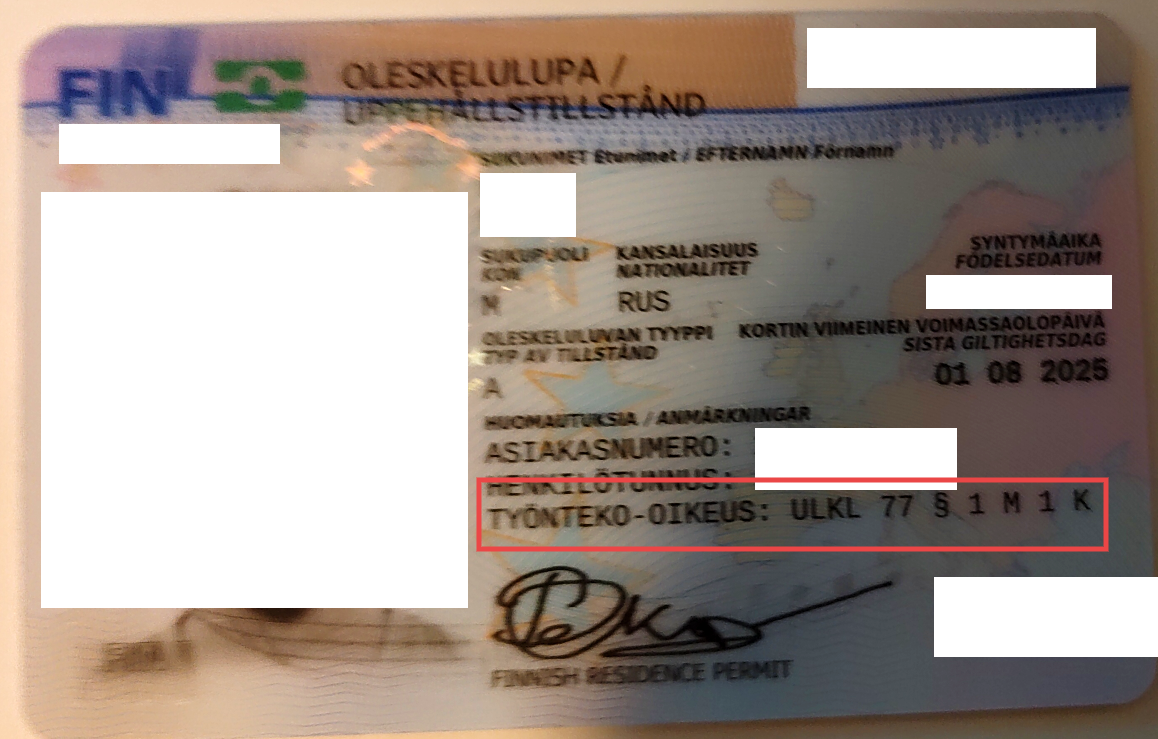 FIN
OLESKELULUPA /
UPPEHÅLLSTILLSTÅND
SUKUNIMET Etunimet / EFTERNAMN Förnamn
SUKUPUOLI KANSALAISUUS
KÖN NATIONALITET
SYNTYMÄAIKA
FÖDELSEDATUM
M RUS
OLESKELULUVAN TYYPPI KORTIN VIIMEINEN VOIMASSAOLOPÄIVÄ
TYP AV TILLSTÅND SISTA GILTIGHETSDAG
A 01 08 2025
HUOMAUTUKSIA / ANMÄRKNINGAR
ASIAKASNUMERO:
HENKILÖTUNNUS:
TYÖNTEKO-OIKEUS: ULKL 77 § 1 M 1 K
FINNISH RESIDENCE PERMIT